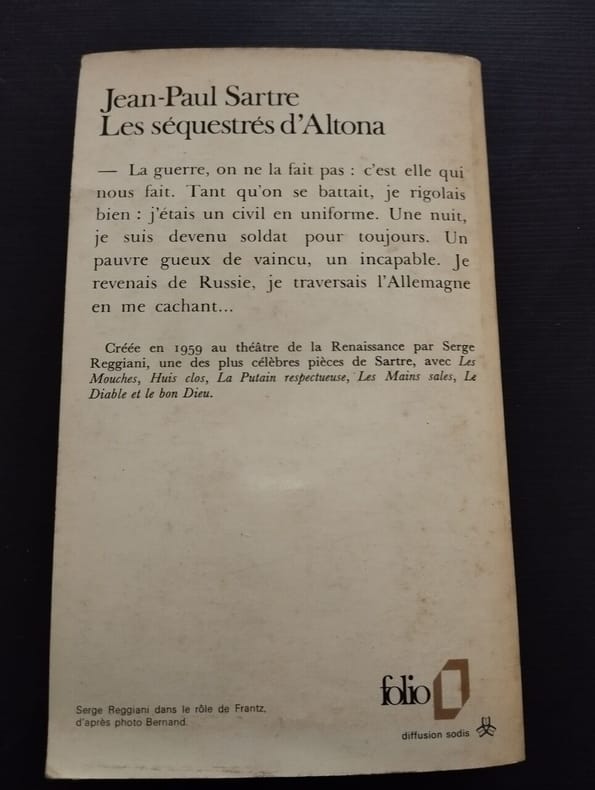 Jean-Paul Sartre
Les séquestrés d'Altona
— La guerre, on ne la fait pas : c'est elle qui
nous fait. Tant qu'on se battait, je rigolais
bien : j'étais un civil en uniforme. Une nuit,
je suis devenu soldat pour toujours. Un
pauvre gueux de vaincu, un incapable. Je
revenais de Russie, je traversais l'Allemagne
en me cachant...
Créée en 1959 au théâtre de la Renaissance par Serge
Reggiani, une des plus célèbres pièces de Sartre, avec Les
Mouches, Huis clos, La Putain respectueuse, Les Mains sales, Le
Diable et le bon Dieu.
folio
Serge Reggiani dans le rôle de Frantz,
d'après photo Bernand.
diffusion sodis